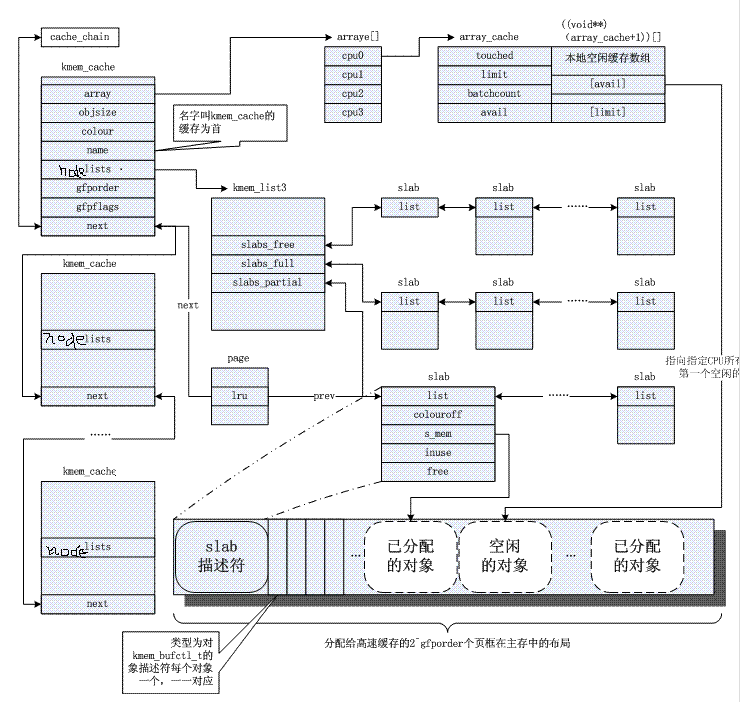 cache_chain
kmem_cache
array
objsize
colour
name
node lists
gfporder
gfpflags
next
名字叫kmem_cache的
缓存为首
arraye[]
cpu0
cpu1
cpu2
cpu3
array_cache
touched
limit
batchcount
avail
((void**)
(array_cache+1))[]
本地空闲缓存数组
[avail]
[limit]
kmem_list3
slabs_free
slabs_full
slabs_partial
slab
list
slab
list
......
slab
list
slab
list
slab
list
......
slab
list
kmem_cache
node lists
next
next
page
lru
prev
slab
list
colouroff
s_mem
inuse
free
......
slab
list
指向指定CPU所有
第一个空闲的
......
kmem_cache
node lists
next
slab
描述符
...
已分配
的对象
空闲
的对象
...
已分配
的对象
类型为对
kmem_bufctl_t的
象描述符每个对象
一个，一一对应
分配给高速缓存的2^gfporder个页框在主存中的布局